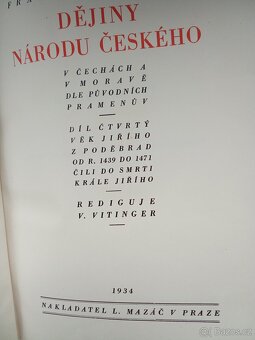 DĚJINY
NÁRODU ČESKÉHO
V ČECHÁCH A
V MORAVĚ
DLE PŮVODNÍCH
PRAMENŮV
DÍL ČTVRTÝ
VĚK JIŘÍHO
Z PODĚBRAD
OD R. 1439 DO 1471
ČILI DO SMRTI
KRÁLE JIŘÍHO
REDIGUJE
V. VITINGER
1934
NAKLADATEL L. MAZÁČ V PRAZE